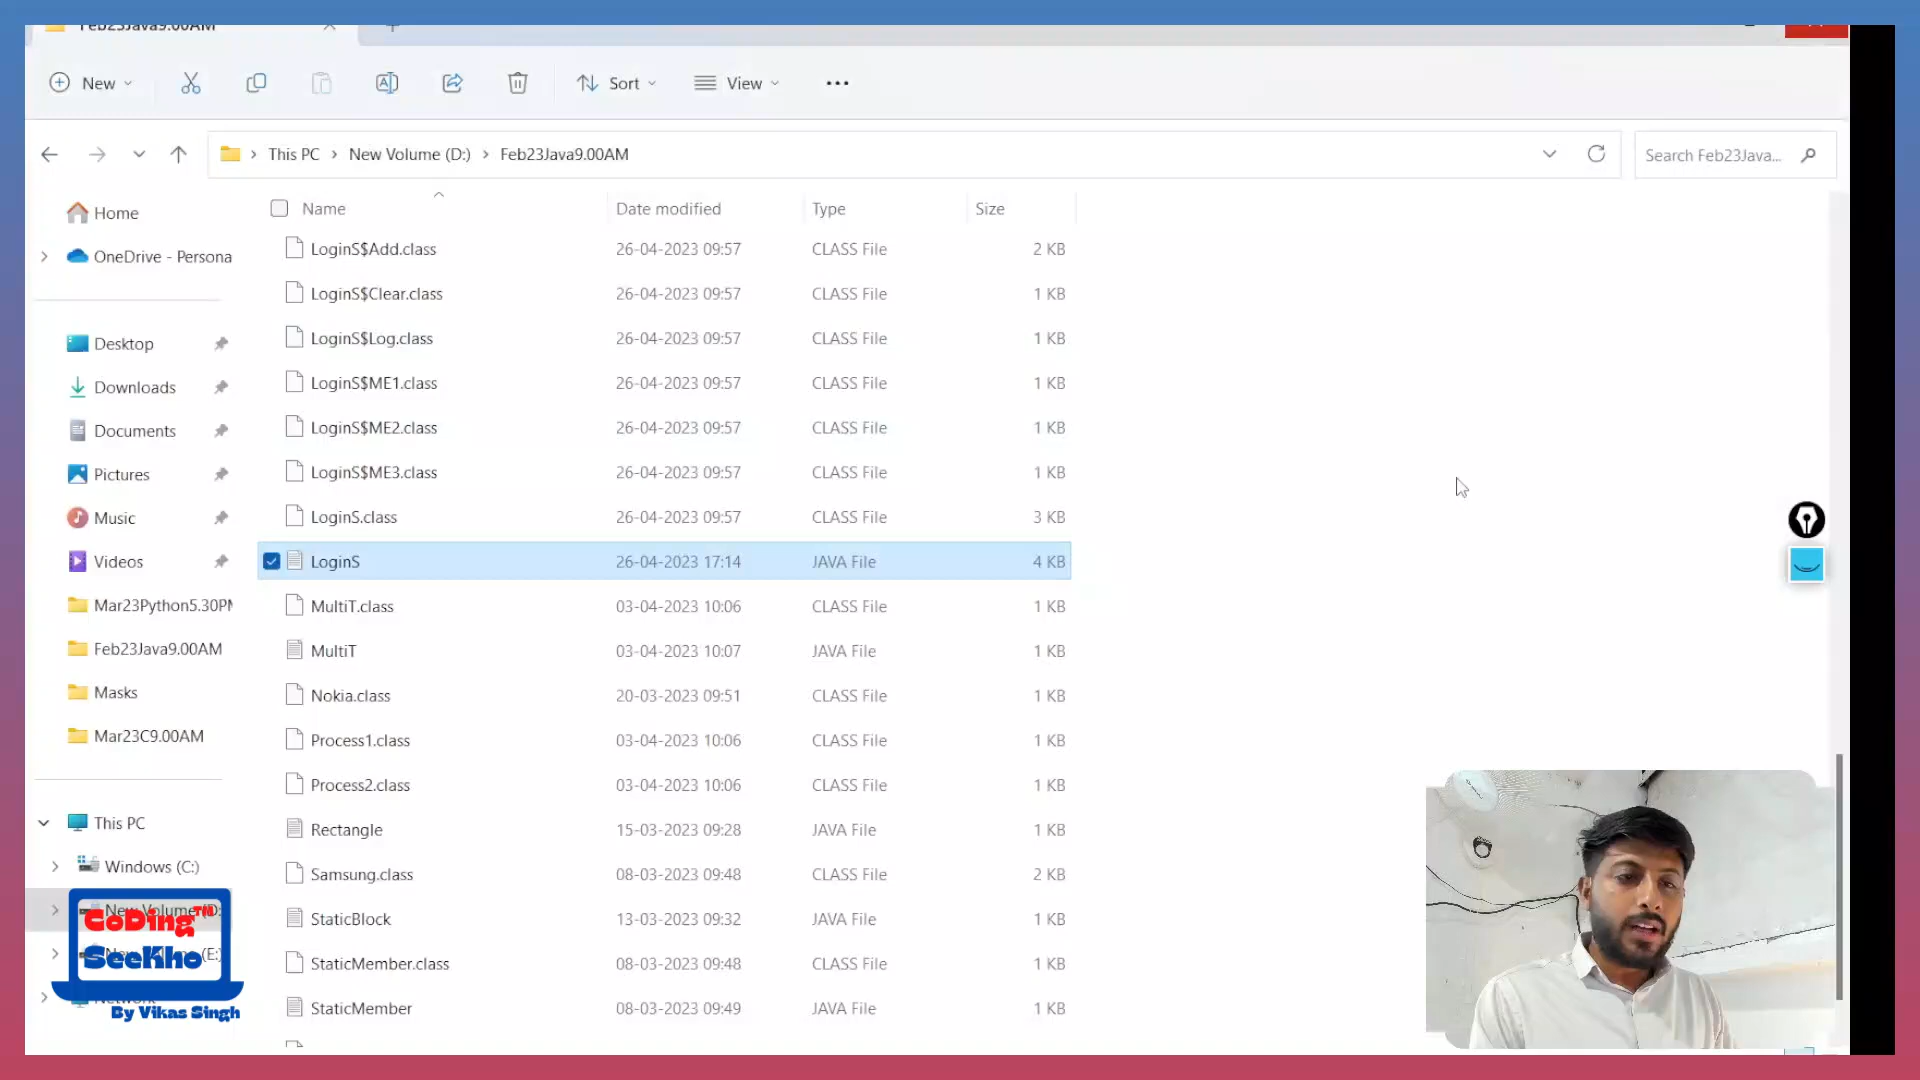 Feb23Java9.00AM
New
Sort
View
This PC
New Volume (D:)
Feb23Java9.00AM
Search Feb23Java...
Home
OneDrive - Persona
Desktop
Downloads
Documents
Pictures
Music
Videos
Mar23Python5.30PM
Feb23Java9.00AM
Masks
Mar23C9.00AM
This PC
Windows (C:)
New Volume (D:
New Volume (E:)
Network
Name Date modified Type Size
LoginS$Add.class 26-04-2023 09:57 CLASS File 2 KB
LoginS$Clear.class 26-04-2023 09:57 CLASS File 1 KB
LoginS$Log.class 26-04-2023 09:57 CLASS File 1 KB
LoginS$ME1.class 26-04-2023 09:57 CLASS File 1 KB
LoginS$ME2.class 26-04-2023 09:57 CLASS File 1 KB
LoginS$ME3.class 26-04-2023 09:57 CLASS File 1 KB
LoginS.class 26-04-2023 09:57 CLASS File 3 KB
LoginS 26-04-2023 17:14 JAVA File 4 KB
MultiT.class 03-04-2023 10:06 CLASS File 1 KB
MultiT 03-04-2023 10:07 JAVA File 1 KB
Nokia.class 20-03-2023 09:51 CLASS File 1 KB
Process1.class 03-04-2023 10:06 CLASS File 1 KB
Process2.class 03-04-2023 10:06 CLASS File 1 KB
Rectangle 15-03-2023 09:28 JAVA File 1 KB
Samsung.class 08-03-2023 09:48 CLASS File 2 KB
StaticBlock 13-03-2023 09:32 JAVA File 1 KB
StaticMember.class 08-03-2023 09:48 CLASS File 1 KB
StaticMember 08-03-2023 09:49 JAVA File 1 KB
CoDing™
SeeKho
By Vikas Singh